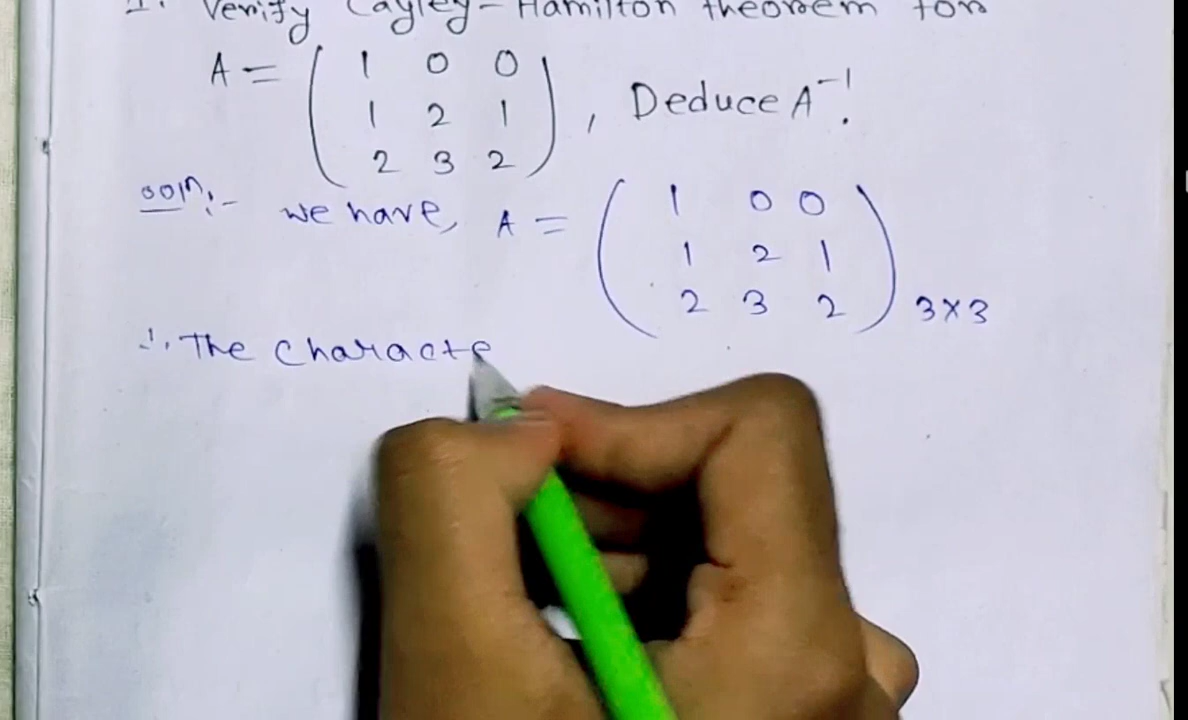 1. Verify Cayley-Hamilton theorem for
A = ( 1 0 0
1 2 1
2 3 2 ) , Deduce A⁻¹.
Soln:- we have, A = ( 1 0 0
1 2 1
2 3 2 ) 3×3
∴ The characte